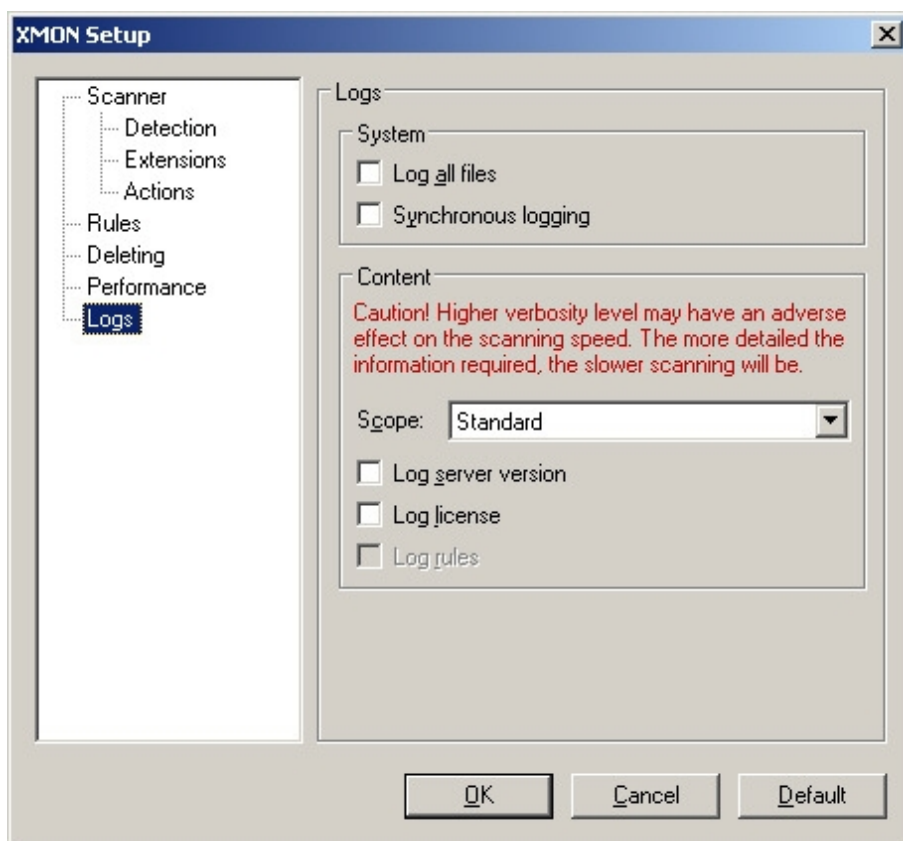 XMON Setup
Scanner
Detection
Extensions
Actions
Rules
Deleting
Performance
Logs
Logs
System
Log all files
Synchronous logging
Content
Caution! Higher verbosity level may have an adverse
effect on the scanning speed. The more detailed the
information required, the slower scanning will be.
Scope: Standard
Log server version
Log license
Log rules
OK Cancel Default